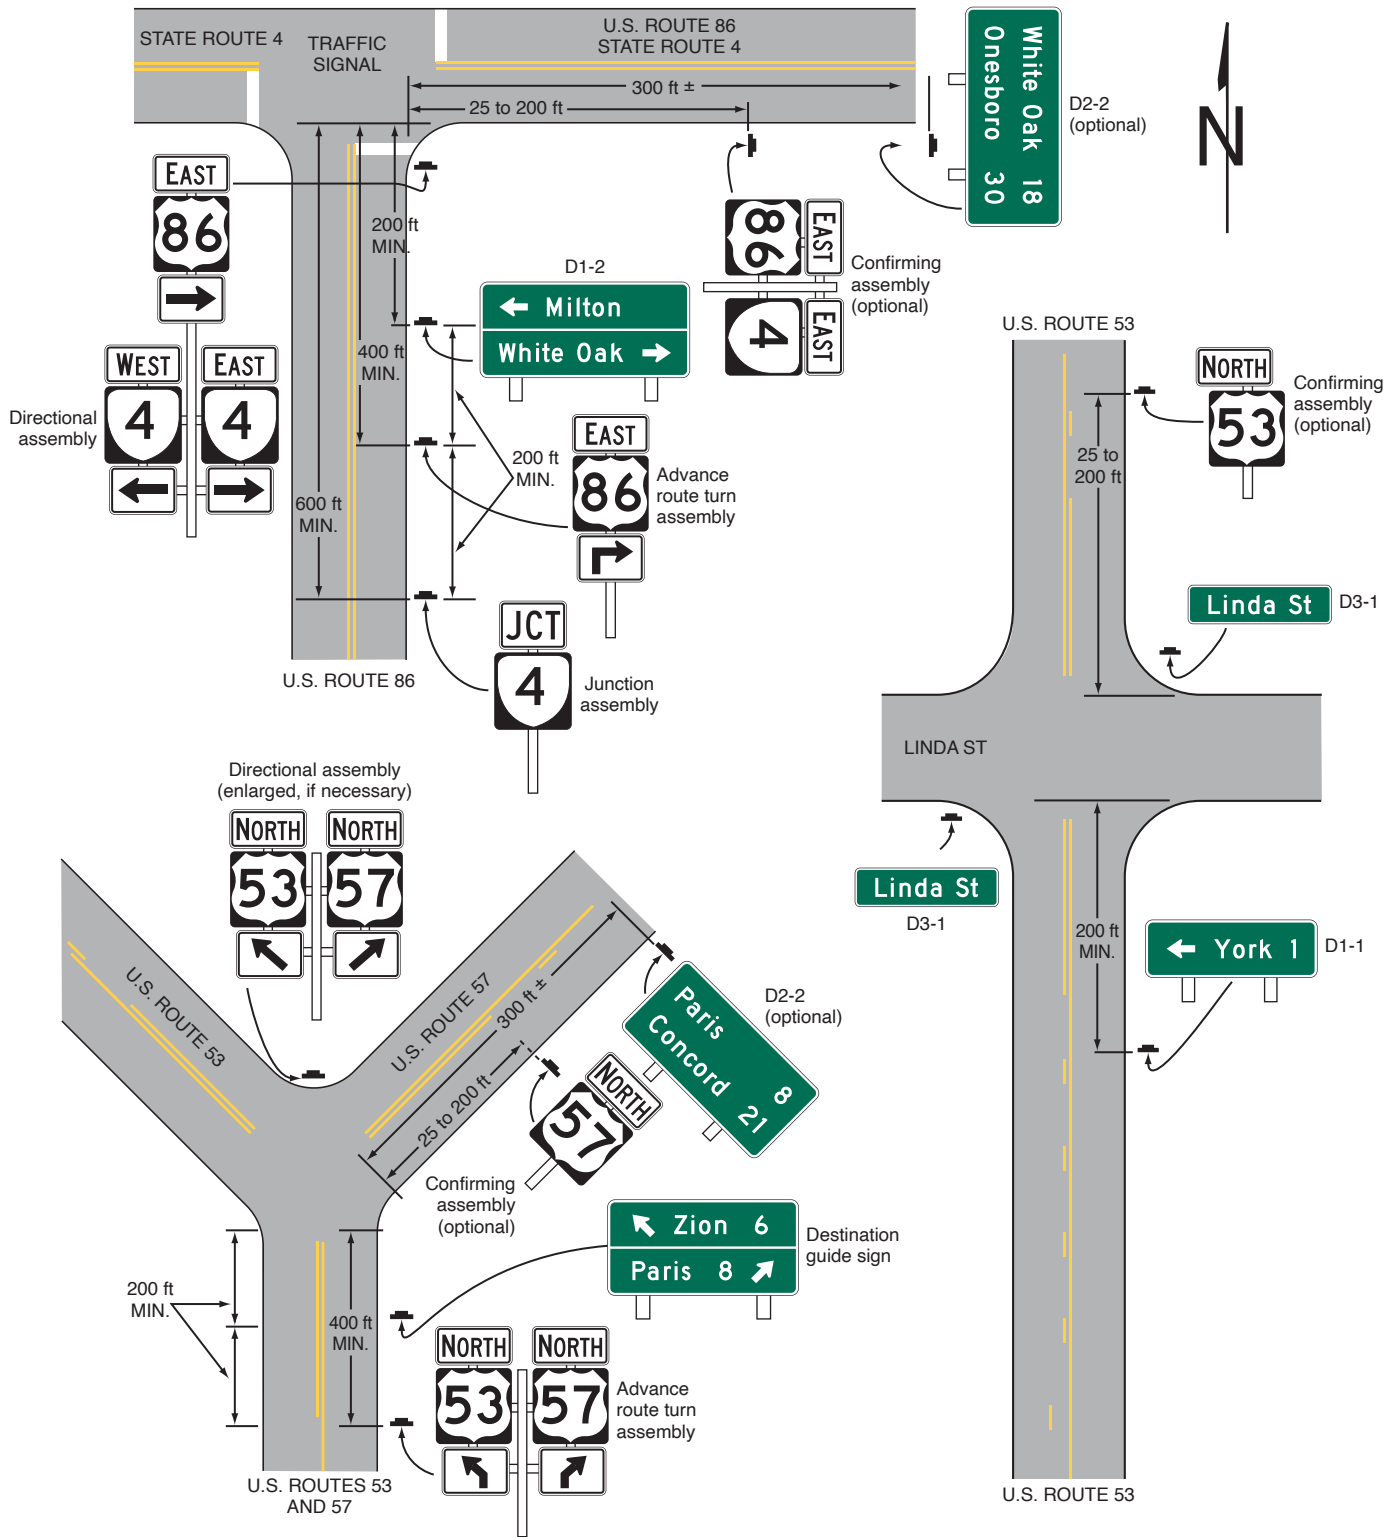 STATE ROUTE 4
TRAFFIC
SIGNAL
U.S. ROUTE 86
STATE ROUTE 4
300 ft ±
25 to 200 ft
White Oak 18
Onesboro 30
D2-2
(optional)
N
EAST
86
200 ft
MIN.
D1-2
Milton
White Oak
86
EAST
4
EAST
Confirming
assembly
(optional)
WEST
4
EAST
4
Directional
assembly
400 ft
MIN.
200 ft
MIN.
600 ft
MIN.
EAST
86
Advance
route turn
assembly
JCT
4
Junction
assembly
U.S. ROUTE 86
U.S. ROUTE 53
NORTH
53
Confirming
assembly
(optional)
25 to
200 ft
Linda St
D3-1
LINDA ST
Linda St
D3-1
200 ft
MIN.
York 1
D1-1
U.S. ROUTE 53
Directional assembly
(enlarged, if necessary)
NORTH
53
NORTH
57
U.S. ROUTE 53
U.S. ROUTE 57
300 ft ±
25 to 200 ft
D2-2
(optional)
Paris 8
Concord 21
NORTH
57
Confirming
assembly
(optional)
Zion 6
Paris 8
Destination
guide sign
200 ft
MIN.
400 ft
MIN.
NORTH
53
NORTH
57
Advance
route turn
assembly
U.S. ROUTES 53
AND 57